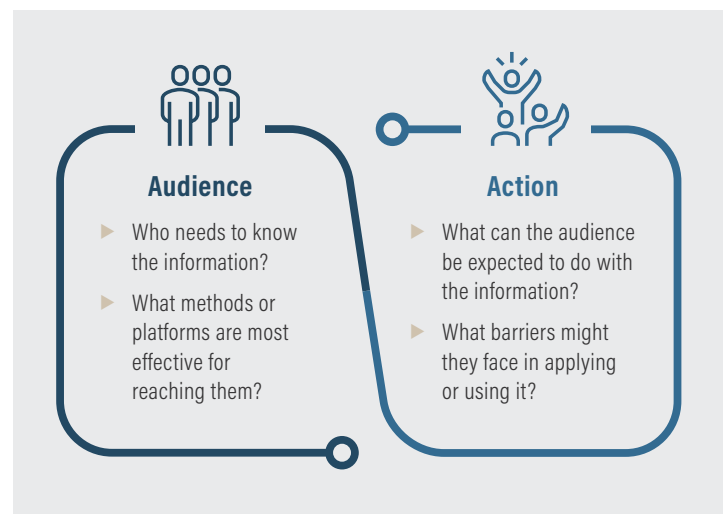 Audience
▶ Who needs to know
the information?
▶ What methods or
platforms are most
effective for
reaching them?
Action
▶ What can the audience
be expected to do with
the information?
▶ What barriers might
they face in applying
or using it?